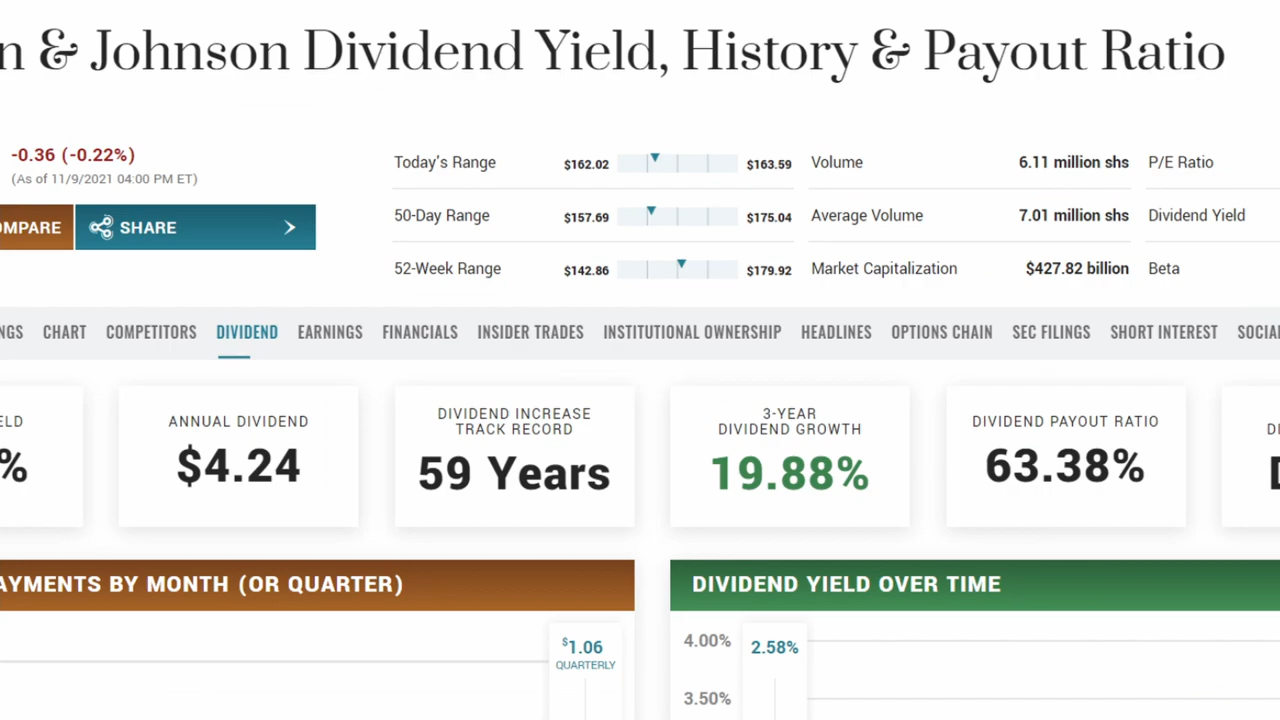 n & Johnson Dividend Yield, History & Payout Ratio
-0.36 (-0.22%)
(As of 11/9/2021 04:00 PM ET)
OMPARE
SHARE
Today's Range $162.02 $163.59
50-Day Range $157.69 $175.04
52-Week Range $142.86 $179.92
Volume 6.11 million shs
Average Volume 7.01 million shs
Market Capitalization $427.82 billion
P/E Ratio
Dividend Yield
Beta
NGS CHART COMPETITORS DIVIDEND EARNINGS FINANCIALS INSIDER TRADES INSTITUTIONAL OWNERSHIP HEADLINES OPTIONS CHAIN SEC FILINGS SHORT INTEREST SOCIAL
ELD
%
ANNUAL DIVIDEND
$4.24
DIVIDEND INCREASE
TRACK RECORD
59 Years
3-YEAR
DIVIDEND GROWTH
19.88%
DIVIDEND PAYOUT RATIO
63.38%
AYMENTS BY MONTH (OR QUARTER)
$1.06
QUARTERLY
DIVIDEND YIELD OVER TIME
4.00%
2.58%
3.50%